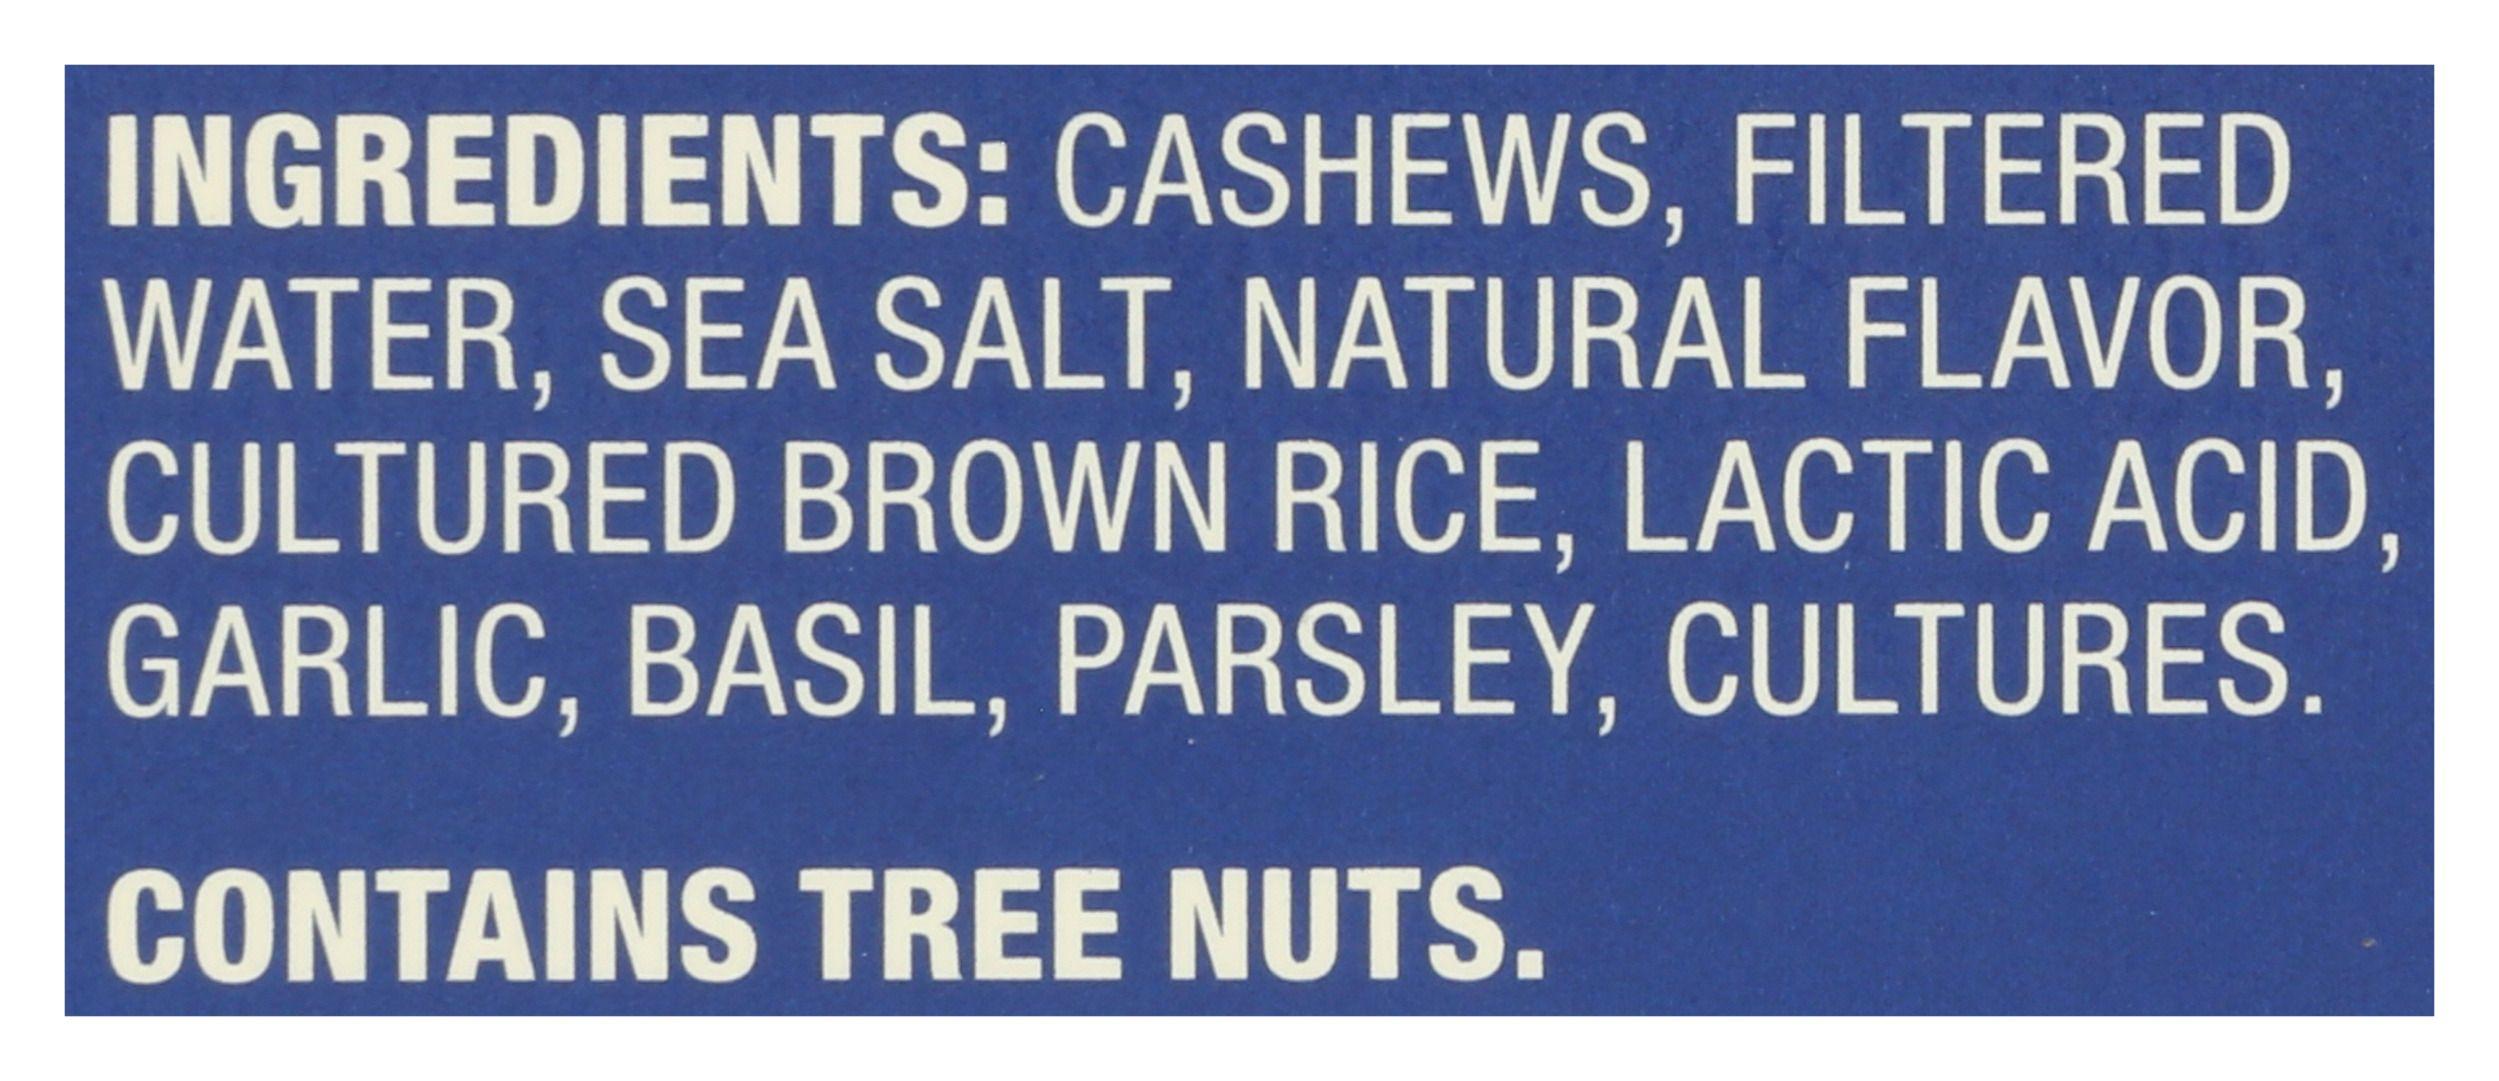 INGREDIENTS: CASHEWS, FILTERED
WATER, SEA SALT, NATURAL FLAVOR,
CULTURED BROWN RICE, LACTIC ACID,
GARLIC, BASIL, PARSLEY, CULTURES.
CONTAINS TREE NUTS.